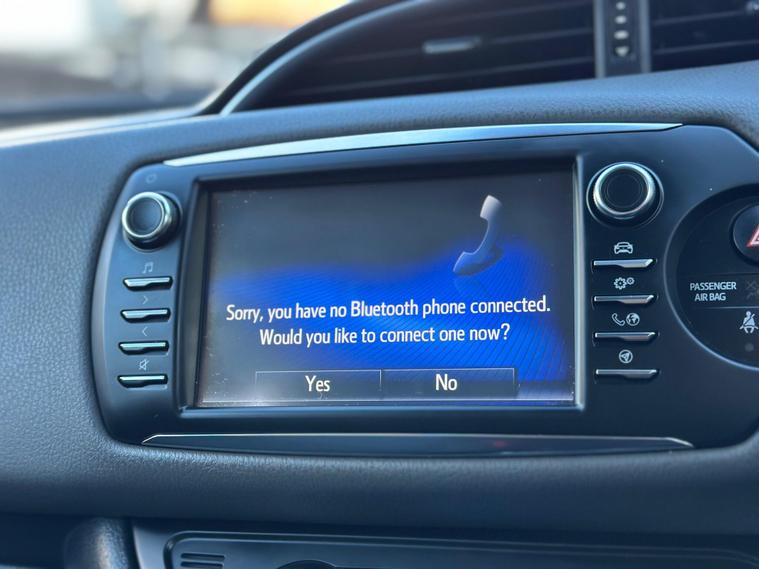 Sorry, you have no Bluetooth phone connected.
Would you like to connect one now?
Yes No
PASSENGER
AIR BAG